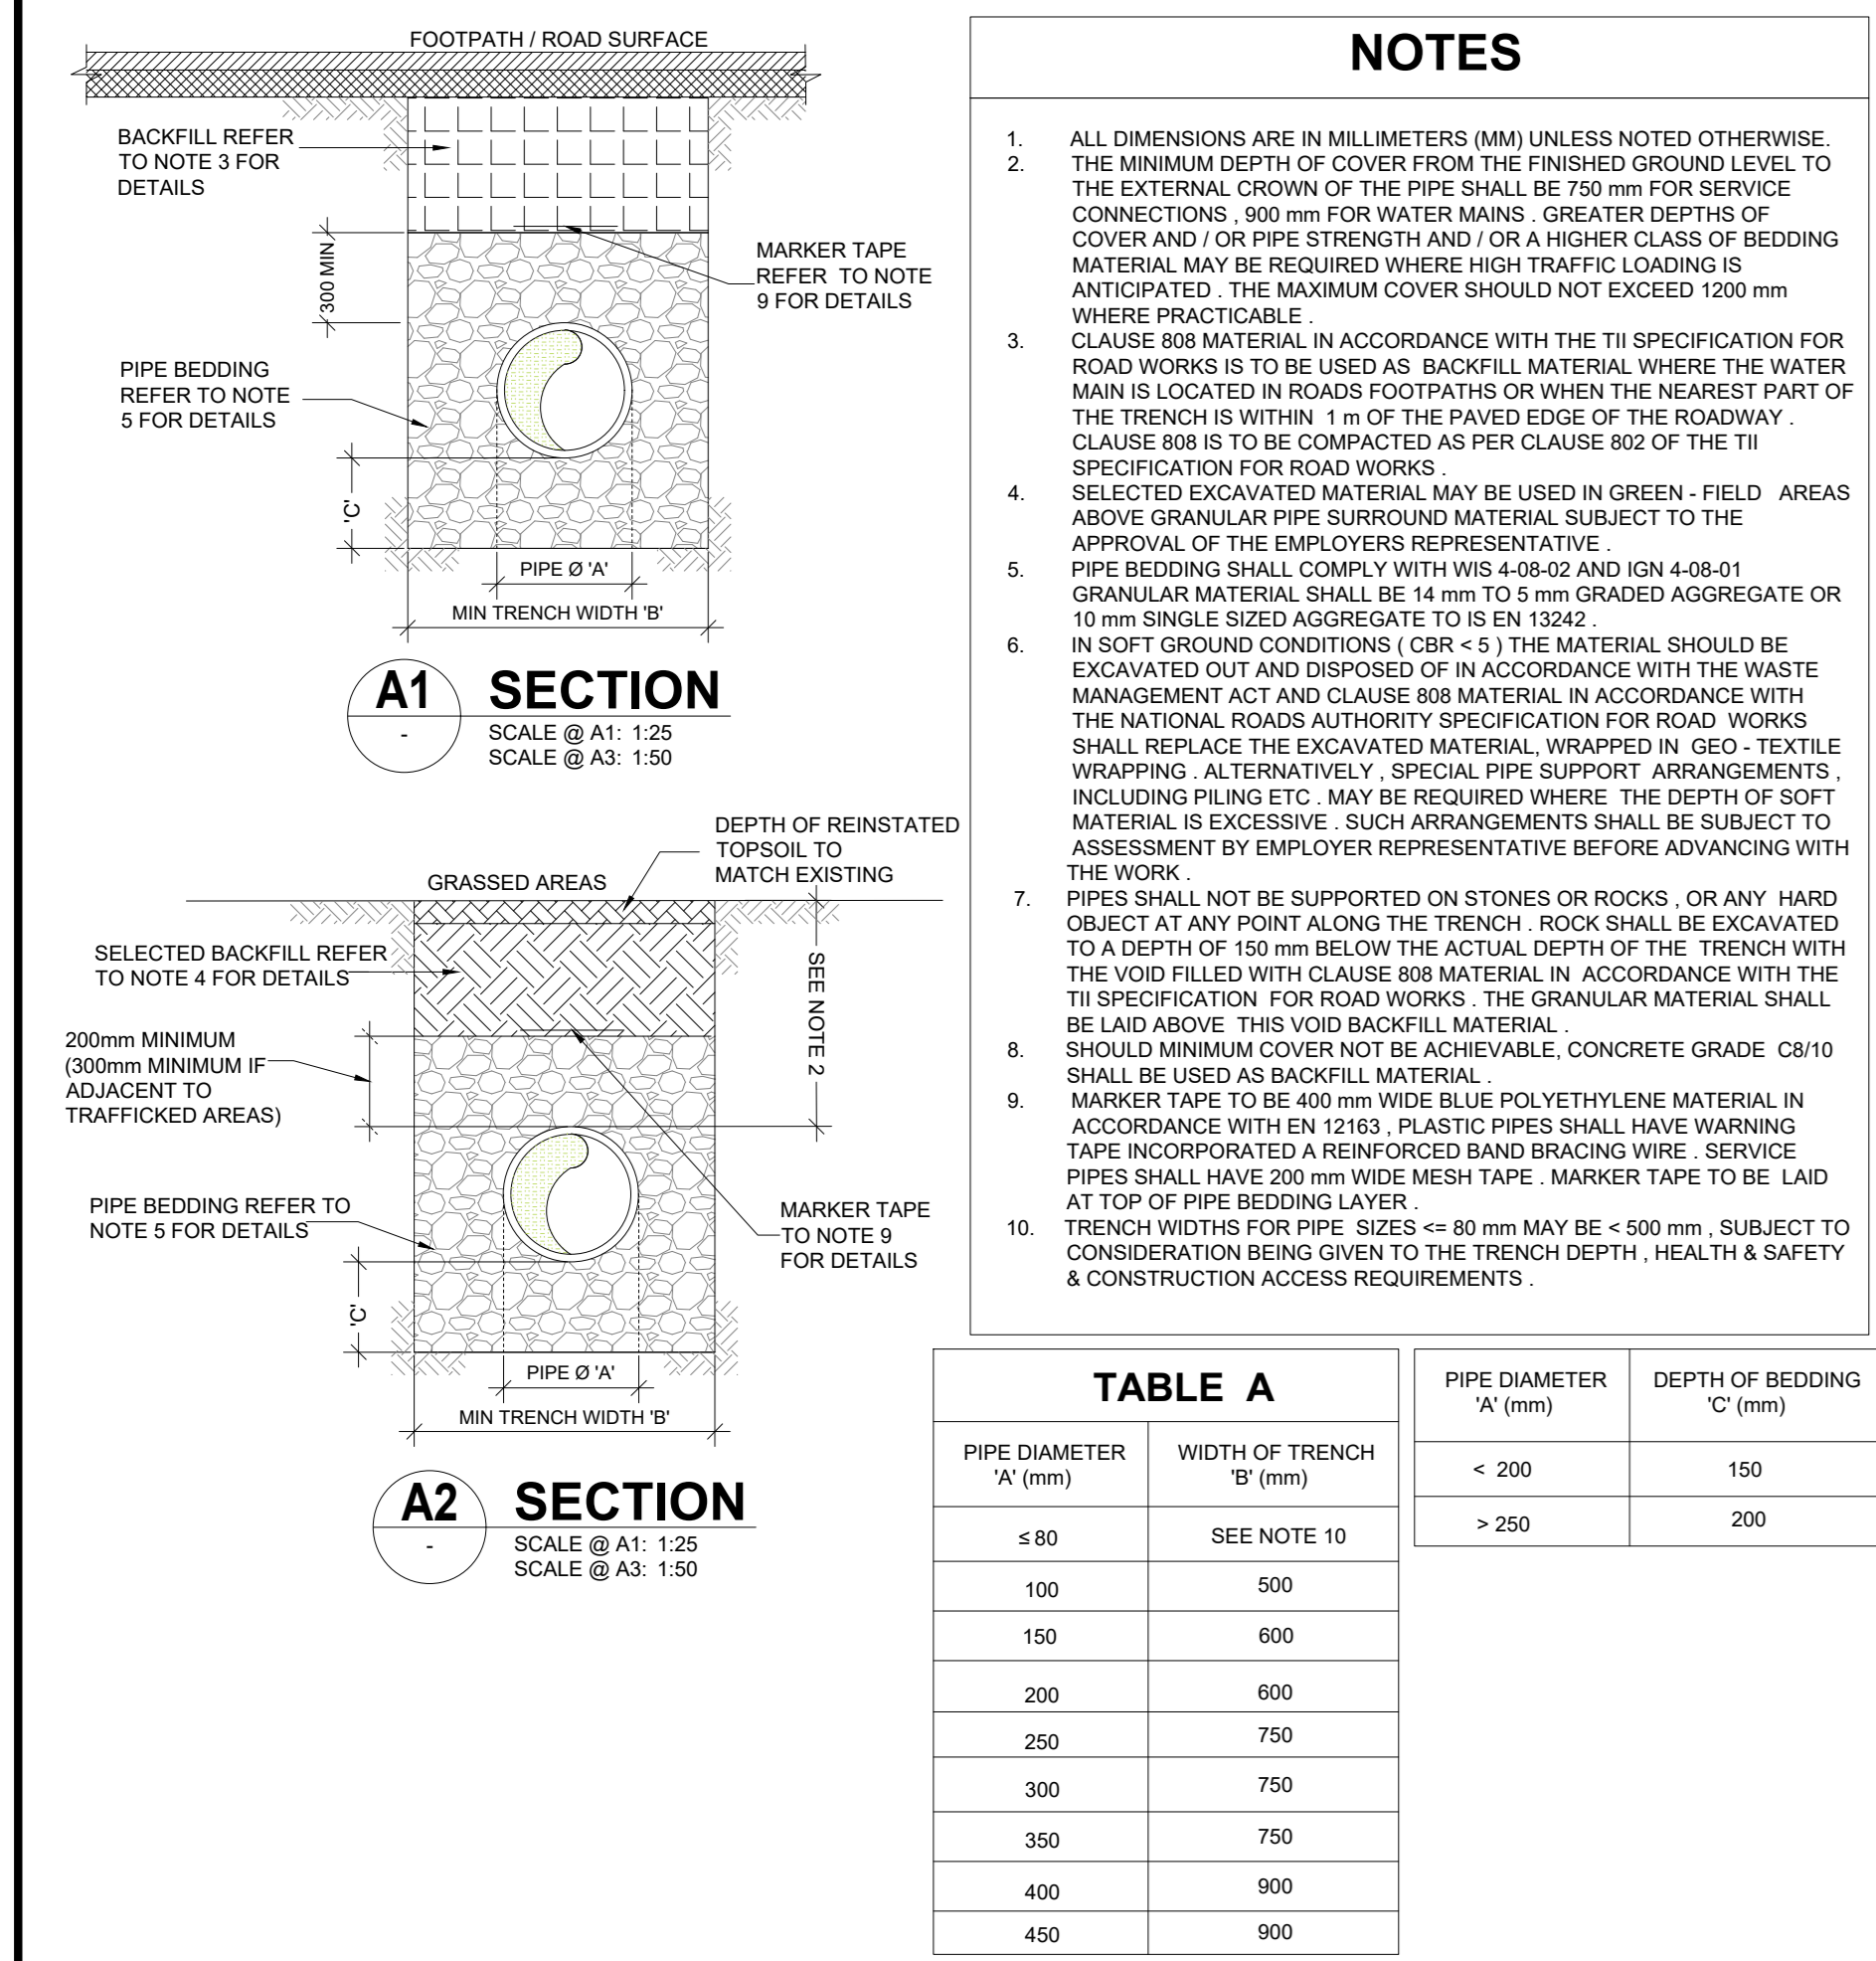 FOOTPATH / ROAD SURFACE
BACKFILL REFER
TO NOTE 3 FOR
DETAILS
300 MIN
MARKER TAPE
REFER TO NOTE
9 FOR DETAILS
PIPE BEDDING
REFER TO NOTE
5 FOR DETAILS
'C'
PIPE Ø 'A'
MIN TRENCH WIDTH 'B'
A1
-
SECTION
SCALE @ A1: 1:25
SCALE @ A3: 1:50
DEPTH OF REINSTATED
TOPSOIL TO
MATCH EXISTING
GRASSED AREAS
SELECTED BACKFILL REFER
TO NOTE 4 FOR DETAILS
SEE NOTE 2
200mm MINIMUM
(300mm MINIMUM IF
ADJACENT TO
TRAFFICKED AREAS)
PIPE BEDDING REFER TO
NOTE 5 FOR DETAILS
MARKER TAPE
TO NOTE 9
FOR DETAILS
'C'
PIPE Ø 'A'
MIN TRENCH WIDTH 'B'
A2
-
SECTION
SCALE @ A1: 1:25
SCALE @ A3: 1:50
NOTES
1. ALL DIMENSIONS ARE IN MILLIMETERS (MM) UNLESS NOTED OTHERWISE.
2. THE MINIMUM DEPTH OF COVER FROM THE FINISHED GROUND LEVEL TO
THE EXTERNAL CROWN OF THE PIPE SHALL BE 750 mm FOR SERVICE
CONNECTIONS , 900 mm FOR WATER MAINS . GREATER DEPTHS OF
COVER AND / OR PIPE STRENGTH AND / OR A HIGHER CLASS OF BEDDING
MATERIAL MAY BE REQUIRED WHERE HIGH TRAFFIC LOADING IS
ANTICIPATED . THE MAXIMUM COVER SHOULD NOT EXCEED 1200 mm
WHERE PRACTICABLE .
3. CLAUSE 808 MATERIAL IN ACCORDANCE WITH THE TII SPECIFICATION FOR
ROAD WORKS IS TO BE USED AS BACKFILL MATERIAL WHERE THE WATER
MAIN IS LOCATED IN ROADS FOOTPATHS OR WHEN THE NEAREST PART OF
THE TRENCH IS WITHIN 1 m OF THE PAVED EDGE OF THE ROADWAY .
CLAUSE 808 IS TO BE COMPACTED AS PER CLAUSE 802 OF THE TII
SPECIFICATION FOR ROAD WORKS .
4. SELECTED EXCAVATED MATERIAL MAY BE USED IN GREEN - FIELD AREAS
ABOVE GRANULAR PIPE SURROUND MATERIAL SUBJECT TO THE
APPROVAL OF THE EMPLOYERS REPRESENTATIVE .
5. PIPE BEDDING SHALL COMPLY WITH WIS 4-08-02 AND IGN 4-08-01
GRANULAR MATERIAL SHALL BE 14 mm TO 5 mm GRADED AGGREGATE OR
10 mm SINGLE SIZED AGGREGATE TO IS EN 13242 .
6. IN SOFT GROUND CONDITIONS ( CBR < 5 ) THE MATERIAL SHOULD BE
EXCAVATED OUT AND DISPOSED OF IN ACCORDANCE WITH THE WASTE
MANAGEMENT ACT AND CLAUSE 808 MATERIAL IN ACCORDANCE WITH
THE NATIONAL ROADS AUTHORITY SPECIFICATION FOR ROAD WORKS
SHALL REPLACE THE EXCAVATED MATERIAL, WRAPPED IN GEO - TEXTILE
WRAPPING . ALTERNATIVELY , SPECIAL PIPE SUPPORT ARRANGEMENTS ,
INCLUDING PILING ETC . MAY BE REQUIRED WHERE THE DEPTH OF SOFT
MATERIAL IS EXCESSIVE . SUCH ARRANGEMENTS SHALL BE SUBJECT TO
ASSESSMENT BY EMPLOYER REPRESENTATIVE BEFORE ADVANCING WITH
THE WORK .
7. PIPES SHALL NOT BE SUPPORTED ON STONES OR ROCKS , OR ANY HARD
OBJECT AT ANY POINT ALONG THE TRENCH . ROCK SHALL BE EXCAVATED
TO A DEPTH OF 150 mm BELOW THE ACTUAL DEPTH OF THE TRENCH WITH
THE VOID FILLED WITH CLAUSE 808 MATERIAL IN ACCORDANCE WITH THE
TII SPECIFICATION FOR ROAD WORKS . THE GRANULAR MATERIAL SHALL
BE LAID ABOVE THIS VOID BACKFILL MATERIAL .
8. SHOULD MINIMUM COVER NOT BE ACHIEVABLE, CONCRETE GRADE C8/10
SHALL BE USED AS BACKFILL MATERIAL .
9. MARKER TAPE TO BE 400 mm WIDE BLUE POLYETHYLENE MATERIAL IN
ACCORDANCE WITH EN 12163 , PLASTIC PIPES SHALL HAVE WARNING
TAPE INCORPORATED A REINFORCED BAND BRACING WIRE . SERVICE
PIPES SHALL HAVE 200 mm WIDE MESH TAPE . MARKER TAPE TO BE LAID
AT TOP OF PIPE BEDDING LAYER .
10. TRENCH WIDTHS FOR PIPE SIZES <= 80 mm MAY BE < 500 mm , SUBJECT TO
CONSIDERATION BEING GIVEN TO THE TRENCH DEPTH , HEALTH & SAFETY
& CONSTRUCTION ACCESS REQUIREMENTS .
TABLE A
PIPE DIAMETER 'A' (mm) WIDTH OF TRENCH 'B' (mm)
≤ 80 SEE NOTE 10
100 500
150 600
200 600
250 750
300 750
350 750
400 900
450 900
PIPE DIAMETER 'A' (mm) DEPTH OF BEDDING 'C' (mm)
< 200 150
> 250 200